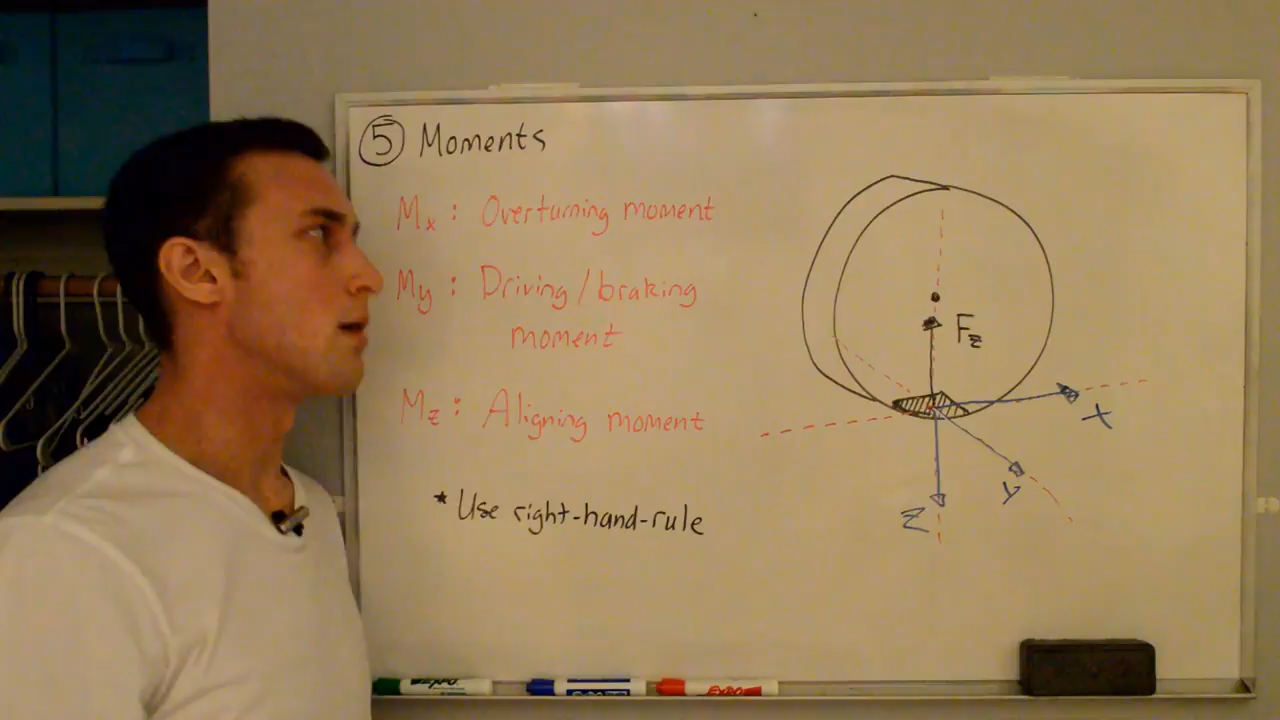 ⑤ Moments
Mx : Overturning moment
My : Driving/braking
moment
Mz : Aligning moment
* Use right-hand-rule
Fz
X
y
Z
EXPO
EXPO